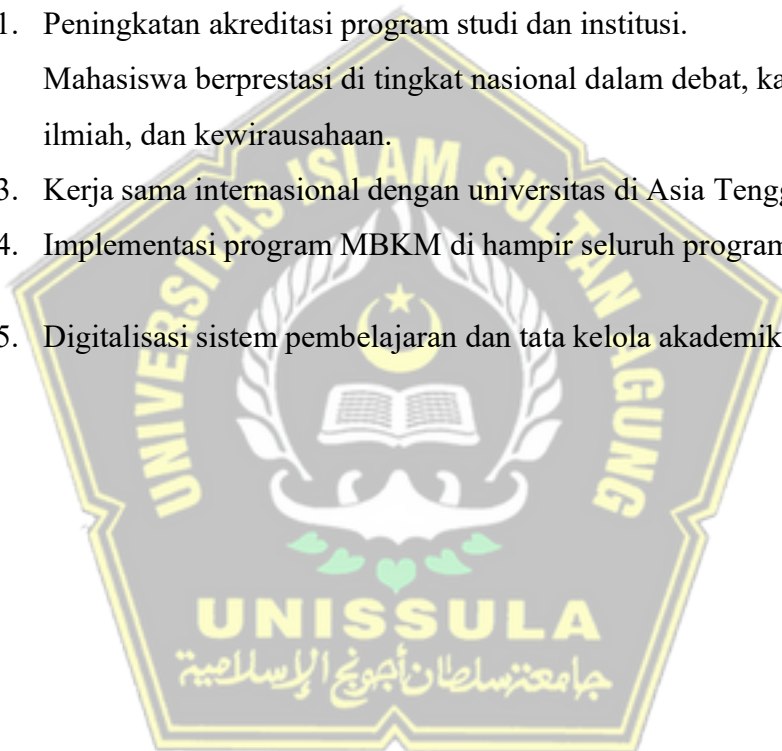 1. Peningkatan akreditasi program studi dan institusi.
Mahasiswa berprestasi di tingkat nasional dalam debat, ka
ilmiah, dan kewirausahaan.
3. Kerja sama internasional dengan universitas di Asia Tengg
4. Implementasi program MBKM di hampir seluruh program
5. Digitalisasi sistem pembelajaran dan tata kelola akademik
UNIVERSITAS ISLAM SULTAN AGUNG
UNISSULA
جامعة سلطان أجونج الإسلامية